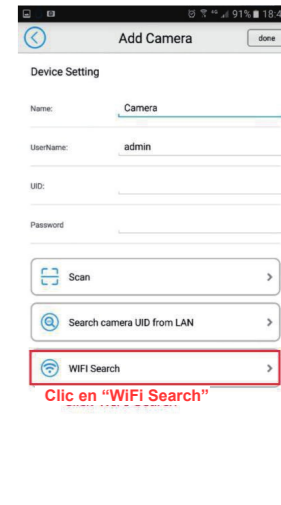 91% 18:4
Add Camera
done
Device Setting
Name:
Camera
UserName:
admin
UID:
Password
Scan
Search camera UID from LAN
WIFI Search
Clic en “WiFi Search”